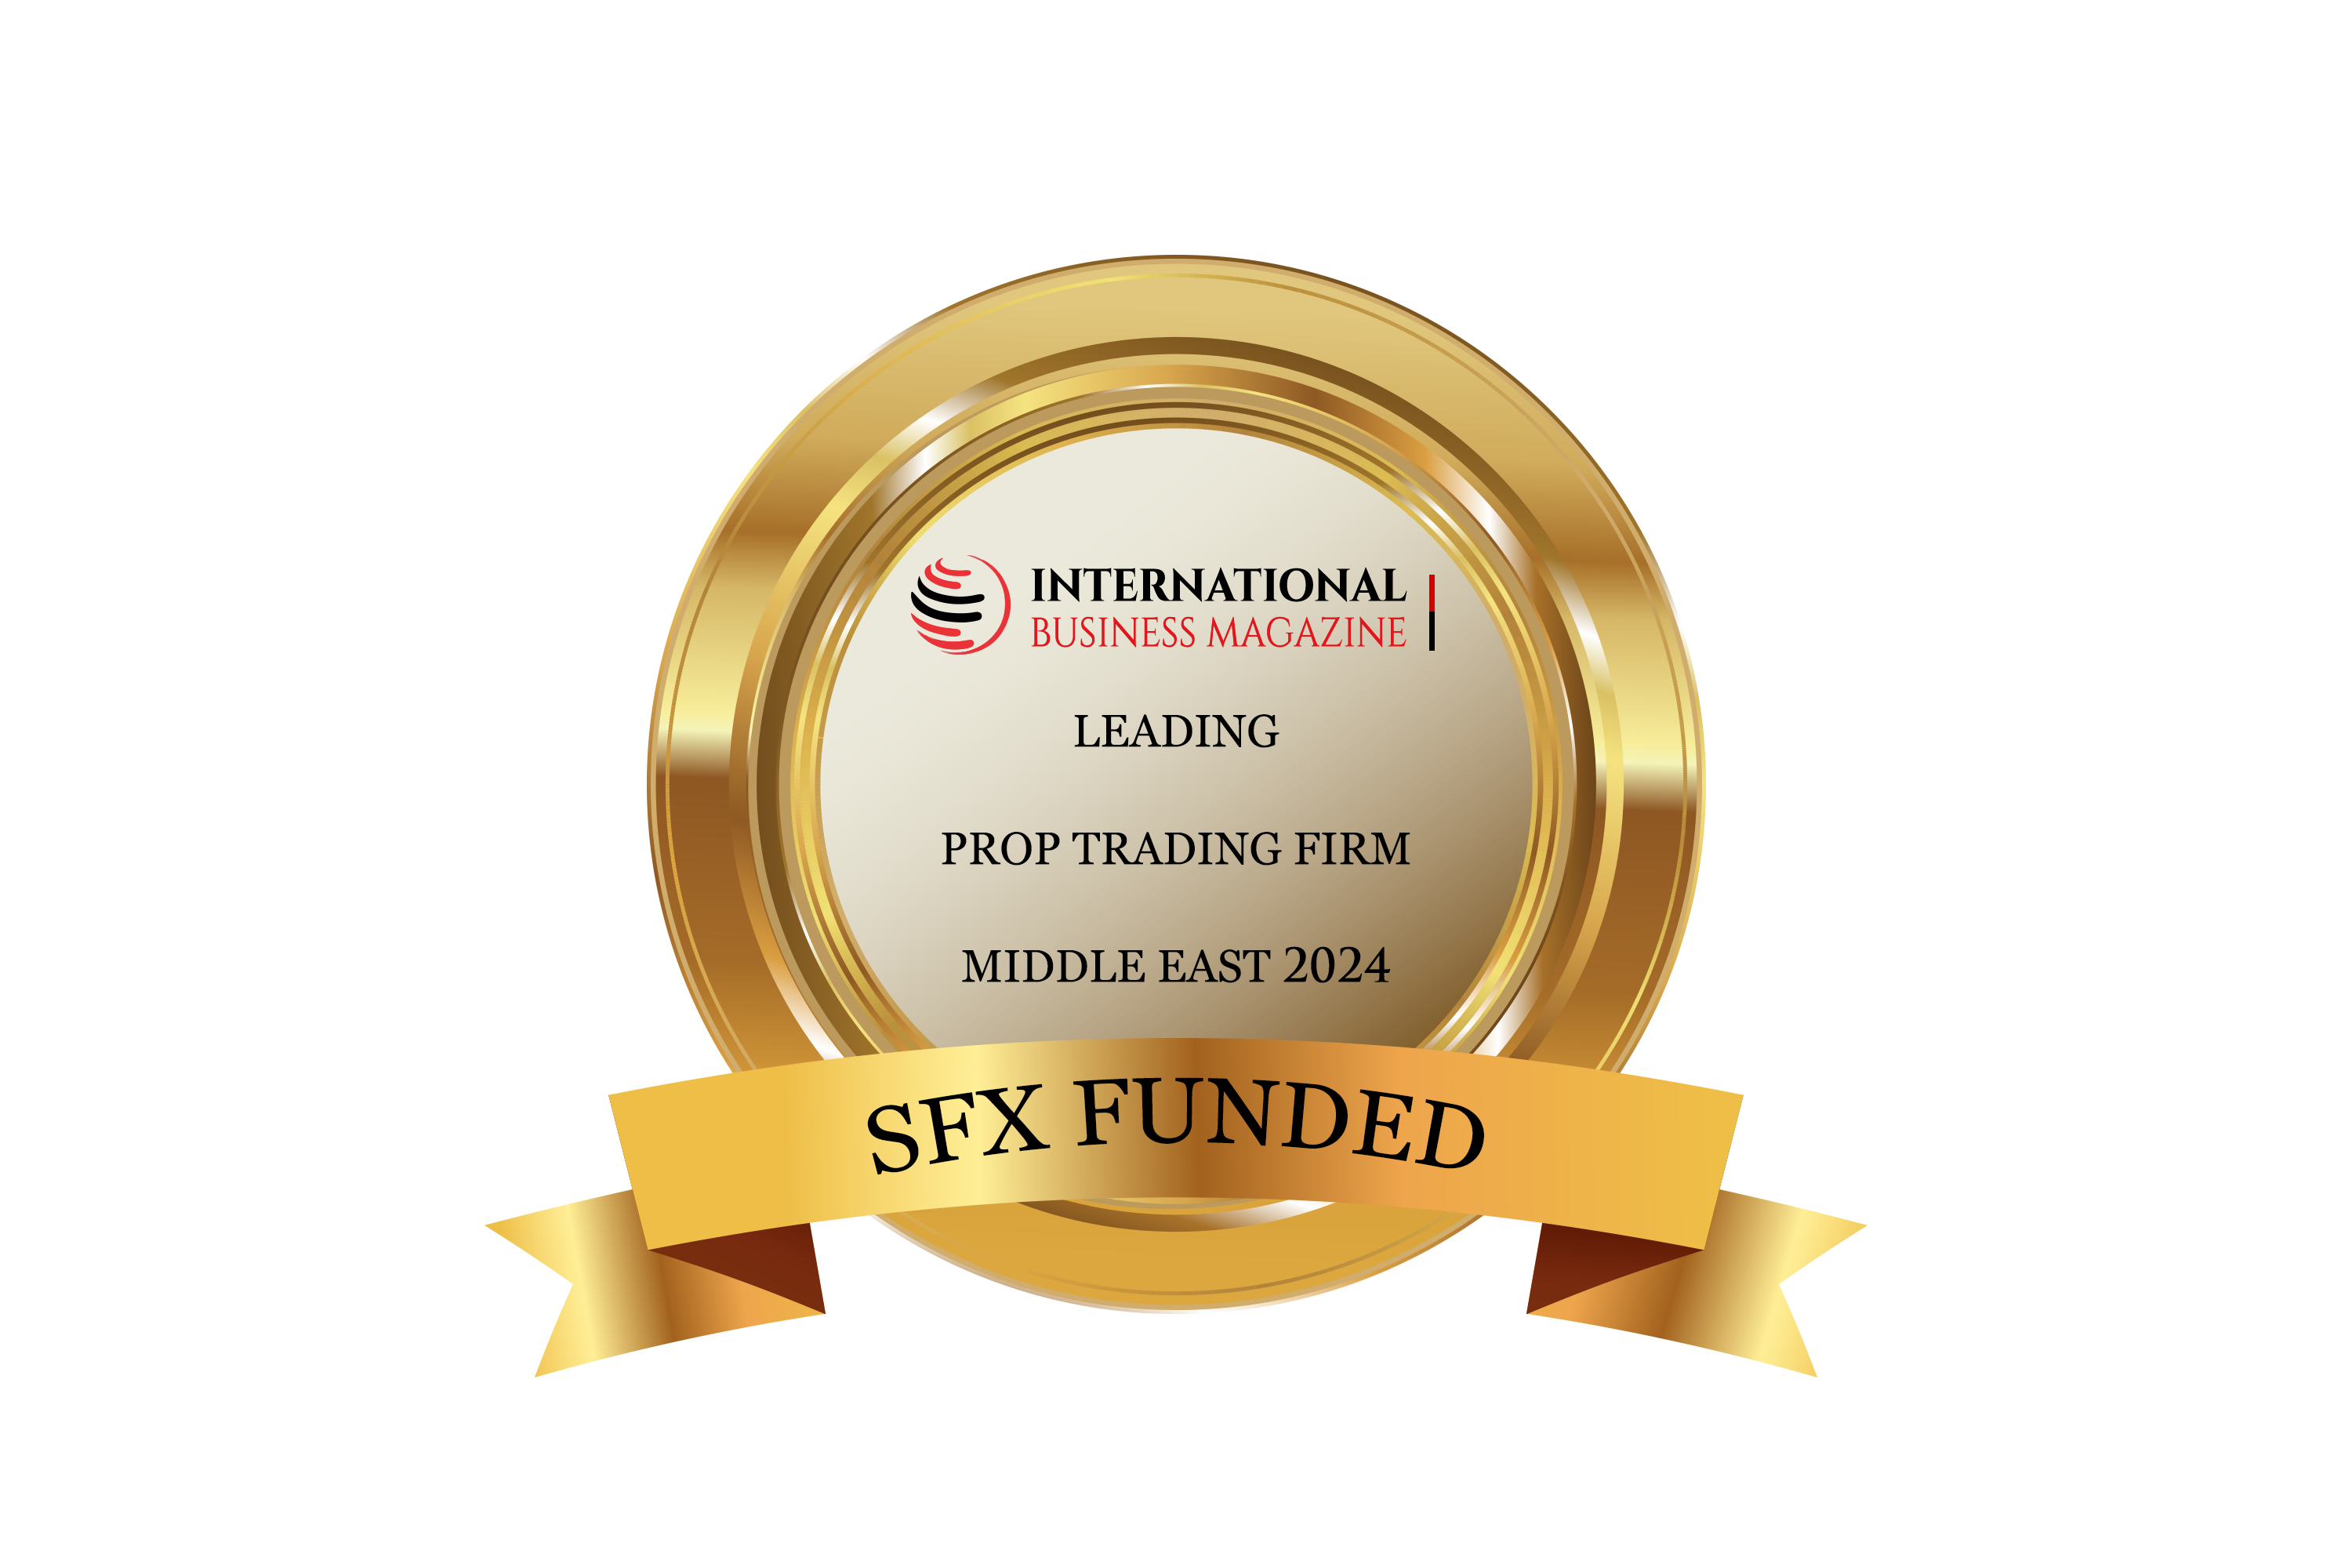 INTERNATIONAL
BUSINESS MAGAZINE
LEADING
PROP TRADING FIRM
MIDDLE EAST 2024
SFX FUNDED